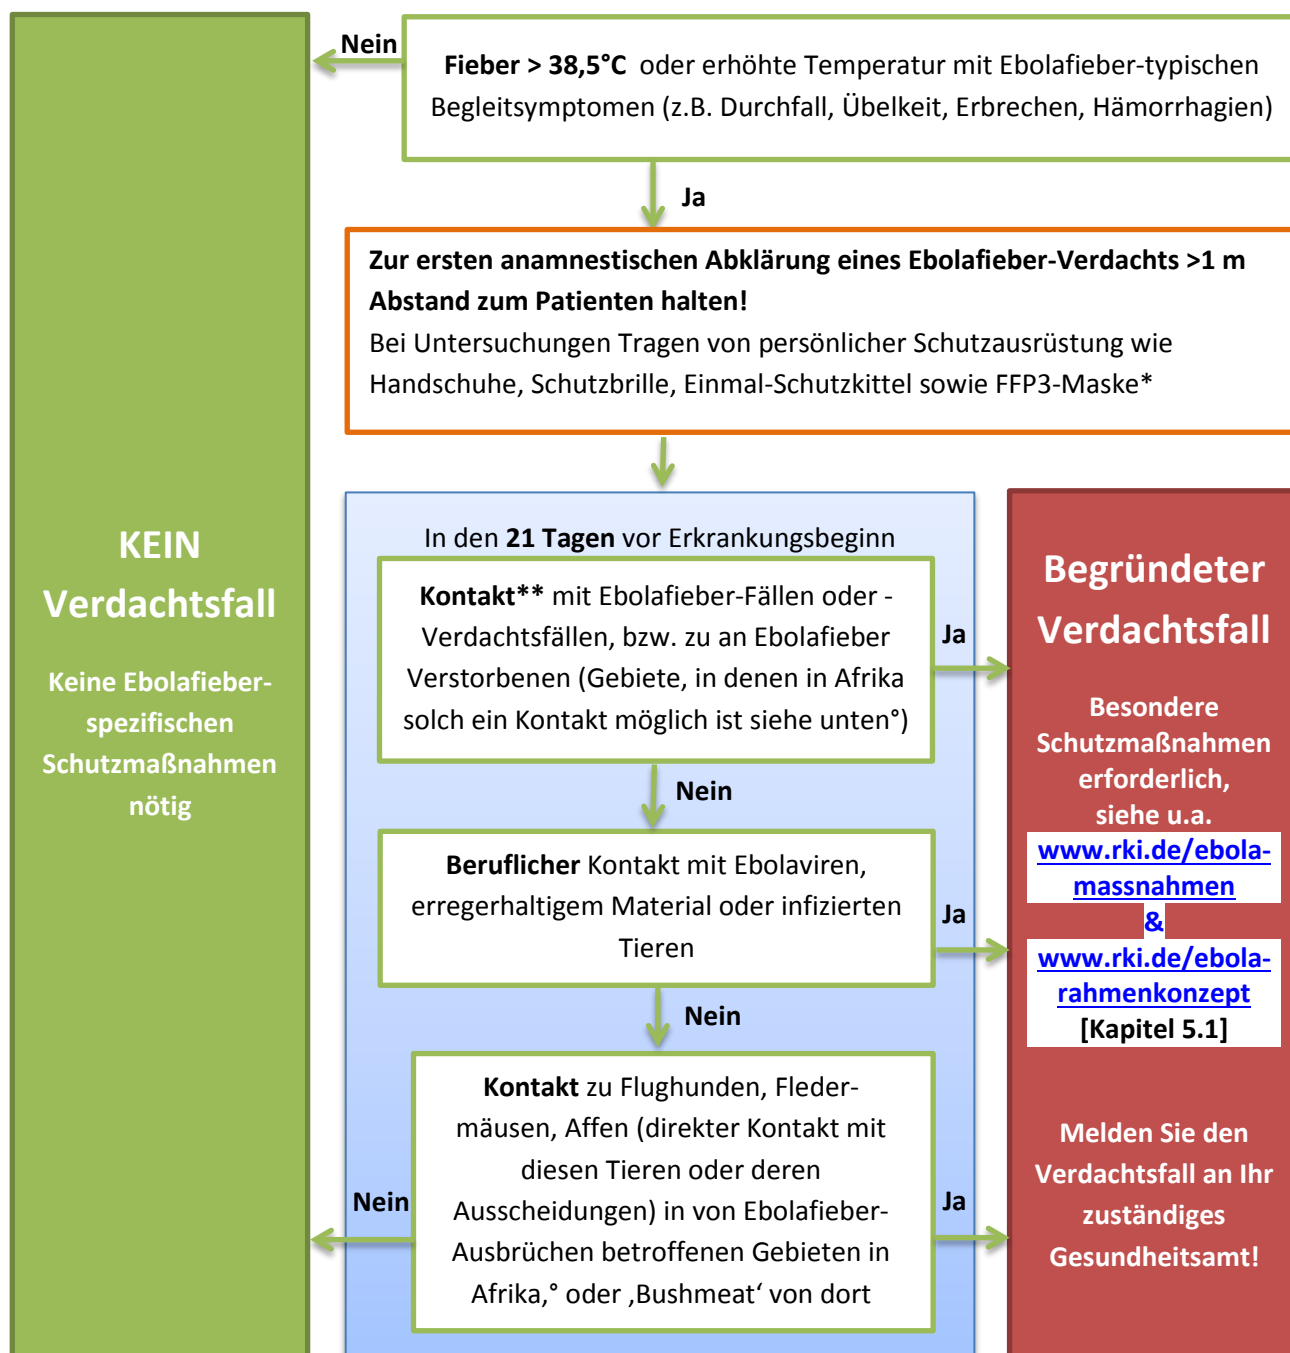 Nein
Fieber > 38,5°C oder erhöhte Temperatur mit Ebolafieber-typischen
Begleitsymptomen (z.B. Durchfall, Übelkeit, Erbrechen, Hämorrhagien)
Ja
Zur ersten anamnestischen Abklärung eines Ebolafieber-Verdachts >1 m
Abstand zum Patienten halten!
Bei Untersuchungen Tragen von persönlicher Schutzausrüstung wie
Handschuhe, Schutzbrille, Einmal-Schutzkittel sowie FFP3-Maske*
KEIN
Verdachtsfall
Keine Ebolafieber-
spezifischen
Schutzmaßnahmen
nötig
In den 21 Tagen vor Erkrankungsbeginn
Kontakt** mit Ebolafieber-Fällen oder -
Verdachtsfällen, bzw. zu an Ebolafieber
Verstorbenen (Gebiete, in denen in Afrika
solch ein Kontakt möglich ist siehe unten°)
Ja
Nein
Beruflicher Kontakt mit Ebolaviren,
erregerhaltigem Material oder infizierten
Tieren
Ja
Nein
Kontakt zu Flughunden, Fleder-
mäusen, Affen (direkter Kontakt mit
diesen Tieren oder deren
Ausscheidungen) in von Ebolafieber-
Ausbrüchen betroffenen Gebieten in
Afrika,° oder ‚Bushmeat‘ von dort
Nein
Ja
Begründeter
Verdachtsfall
Besondere
Schutzmaßnahmen
erforderlich,
siehe u.a.
www.rki.de/ebola-
massnahmen
&
www.rki.de/ebola-
rahmenkonzept
[Kapitel 5.1]
Melden Sie den
Verdachtsfall an Ihr
zuständiges
Gesundheitsamt!